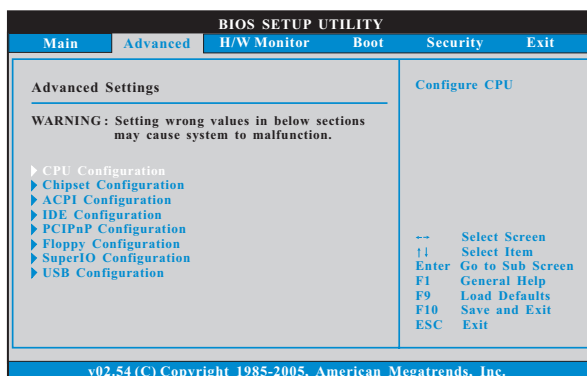 BIOS SETUP UTILITY
Main Advanced H/W Monitor Boot Security Exit
Advanced Settings
WARNING : Setting wrong values in below sections
may cause system to malfunction.
CPU Configuration
Chipset Configuration
ACPI Configuration
IDE Configuration
PCIPnP Configuration
Floppy Configuration
SuperIO Configuration
USB Configuration
Configure CPU
←→ Select Screen
↑↓ Select Item
Enter Go to Sub Screen
F1 General Help
F9 Load Defaults
F10 Save and Exit
ESC Exit
v02.54 (C) Copyright 1985-2005, American Megatrends, Inc.